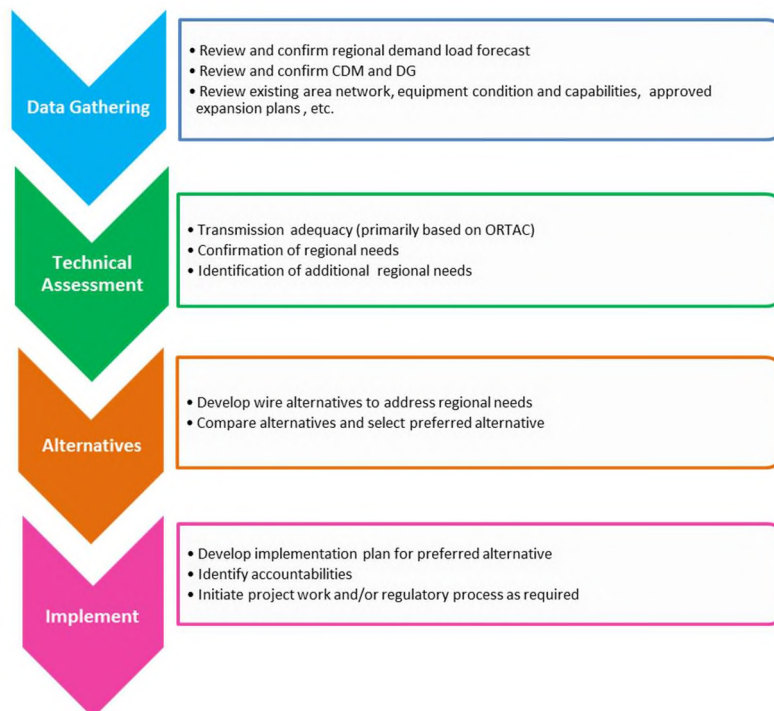 Data Gathering
• Review and confirm regional demand load forecast
• Review and confirm CDM and DG
• Review existing area network, equipment condition and capabilities, approved
expansion plans , etc.
Technical
Assessment
• Transmission adequacy (primarily based on ORTAC)
• Confirmation of regional needs
• Identification of additional regional needs
Alternatives
• Develop wire alternatives to address regional needs
• Compare alternatives and select preferred alternative
Implement
• Develop implementation plan for preferred alternative
• Identify accountabilities
• Initiate project work and/or regulatory process as required